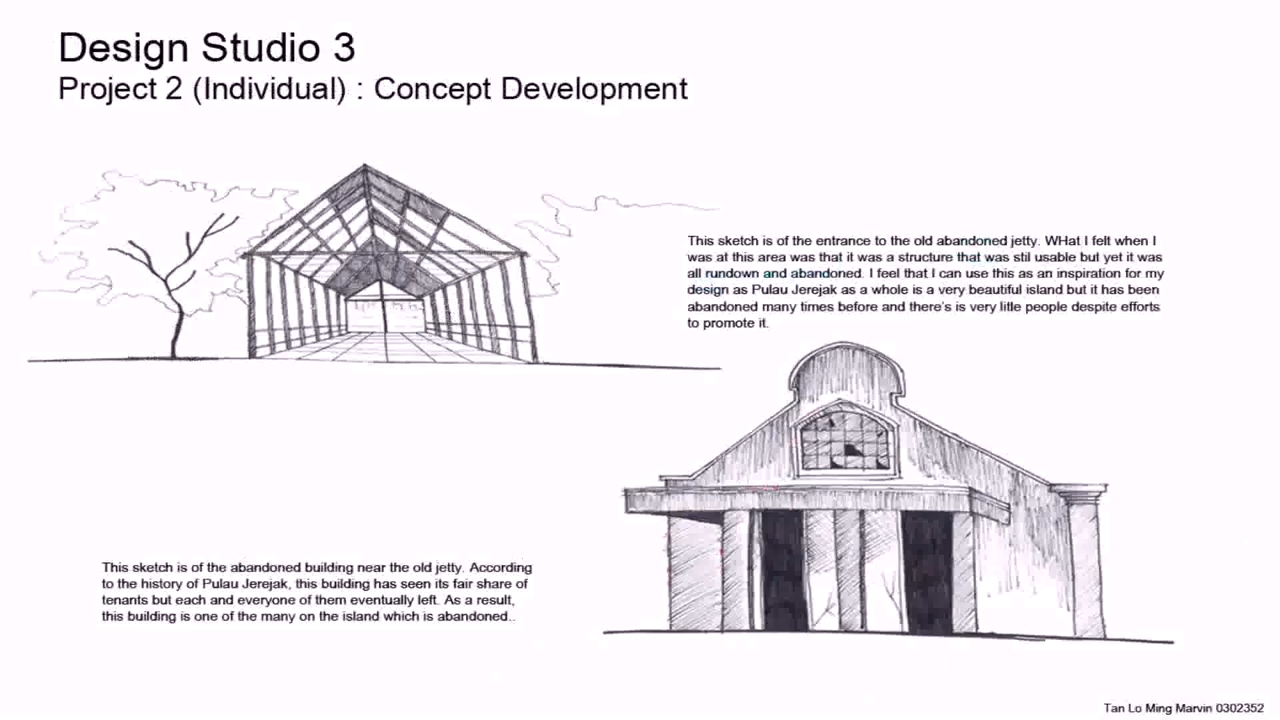 Design Studio 3
Project 2 (Individual) : Concept Development
This sketch is of the entrance to the old abandoned jetty. WHat I felt when I
was at this area was that it was a structure that was stil usable but yet it was
all rundown and abandoned. I feel that I can use this as an inspiration for my
design as Pulau Jerejak as a whole is a very beautiful island but it has been
abandoned many times before and there's is very litle people despite efforts
to promote it.
This sketch is of the abandoned building near the old jetty. According
to the history of Pulau Jerejak, this building has seen its fair share of
tenants but each and everyone of them eventually left. As a result,
this building is one of the many on the island which is abandoned..
Tan Lo Ming Marvin 0302352